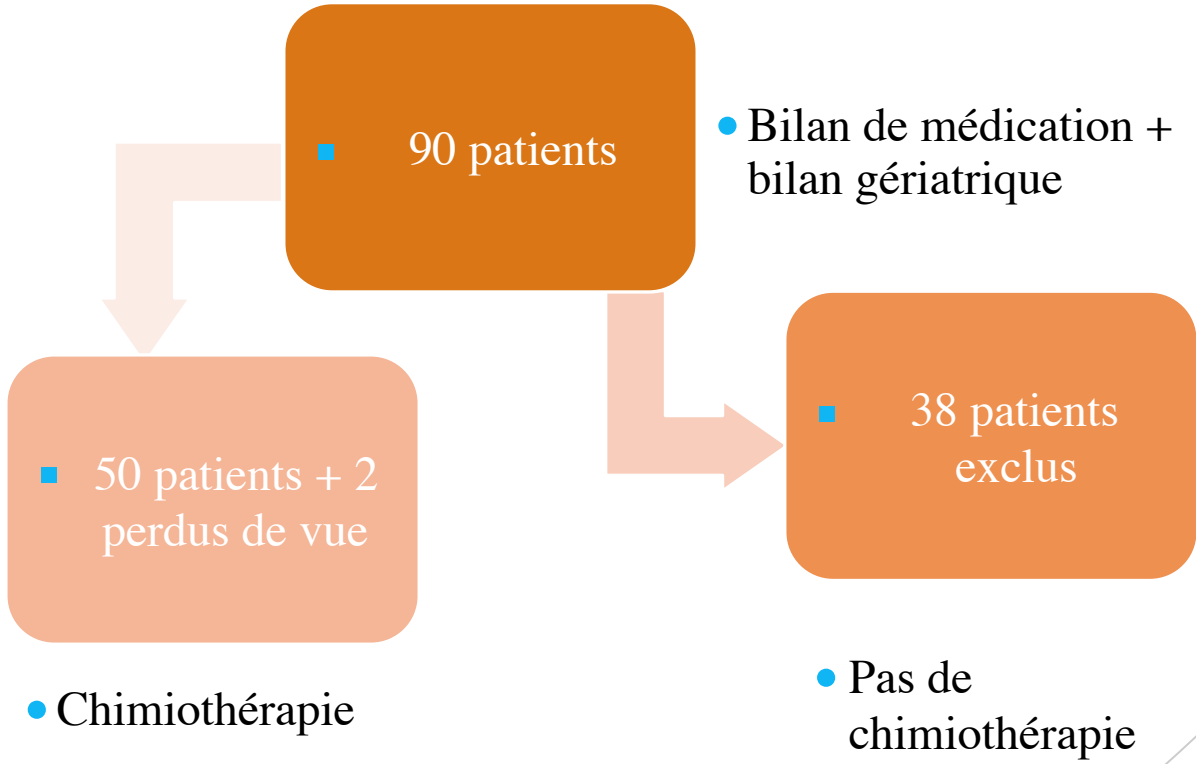 90 patients
Bilan de médication +
bilan gériatrique
50 patients + 2
perdus de vue
38 patients
exclus
Chimiothérapie
Pas de
chimiothérapie